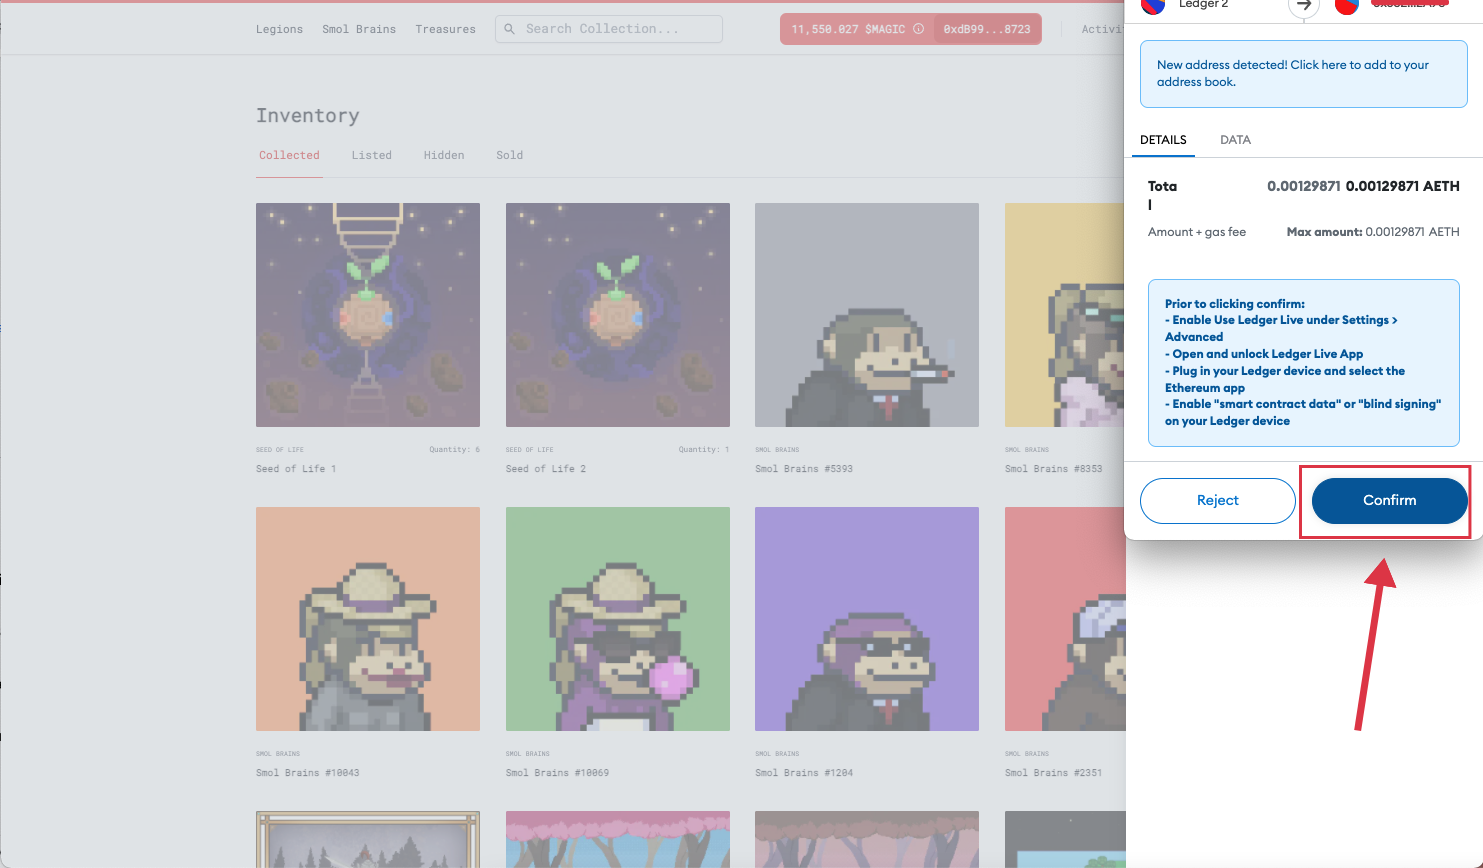 Legions Smol Brains Treasures Search Collection... 11,550.027 $MAGIC 0xdB99...8723
Inventory
Collected Listed Hidden Sold
SEED OF LIFE Quantity: 6
Seed of Life 1
SEED OF LIFE Quantity: 1
Seed of Life 2
SMOL BRAINS
Smol Brains #5393
SMOL BRAINS
Smol Brains #8353
SMOL BRAINS
Smol Brains #10043
SMOL BRAINS
Smol Brains #10069
SMOL BRAINS
Smol Brains #1204
SMOL BRAINS
Smol Brains #2351
Ledger 2
New address detected! Click here to add to your
address book.
DETAILS DATA
Tota 0.00129871 0.00129871 AETH
l
Amount + gas fee Max amount: 0.00129871 AETH
Prior to clicking confirm:
- Enable Use Ledger Live under Settings >
Advanced
- Open and unlock Ledger Live App
- Plug in your Ledger device and select the
Ethereum app
- Enable "smart contract data" or "blind signing"
on your Ledger device
Reject Confirm